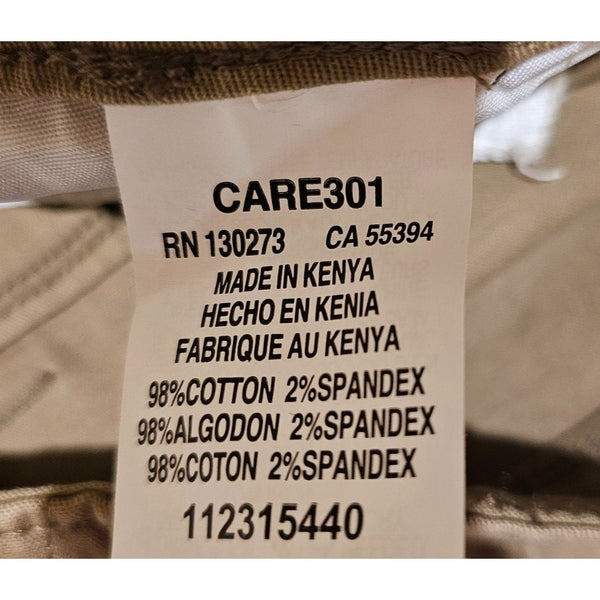 CARE301
RN 130273 CA 55394
MADE IN KENYA
HECHO EN KENIA
FABRIQUE AU KENYA
98%COTTON 2%SPANDEX
98%ALGODON 2%SPANDEX
98%COTON 2%SPANDEX
112315440